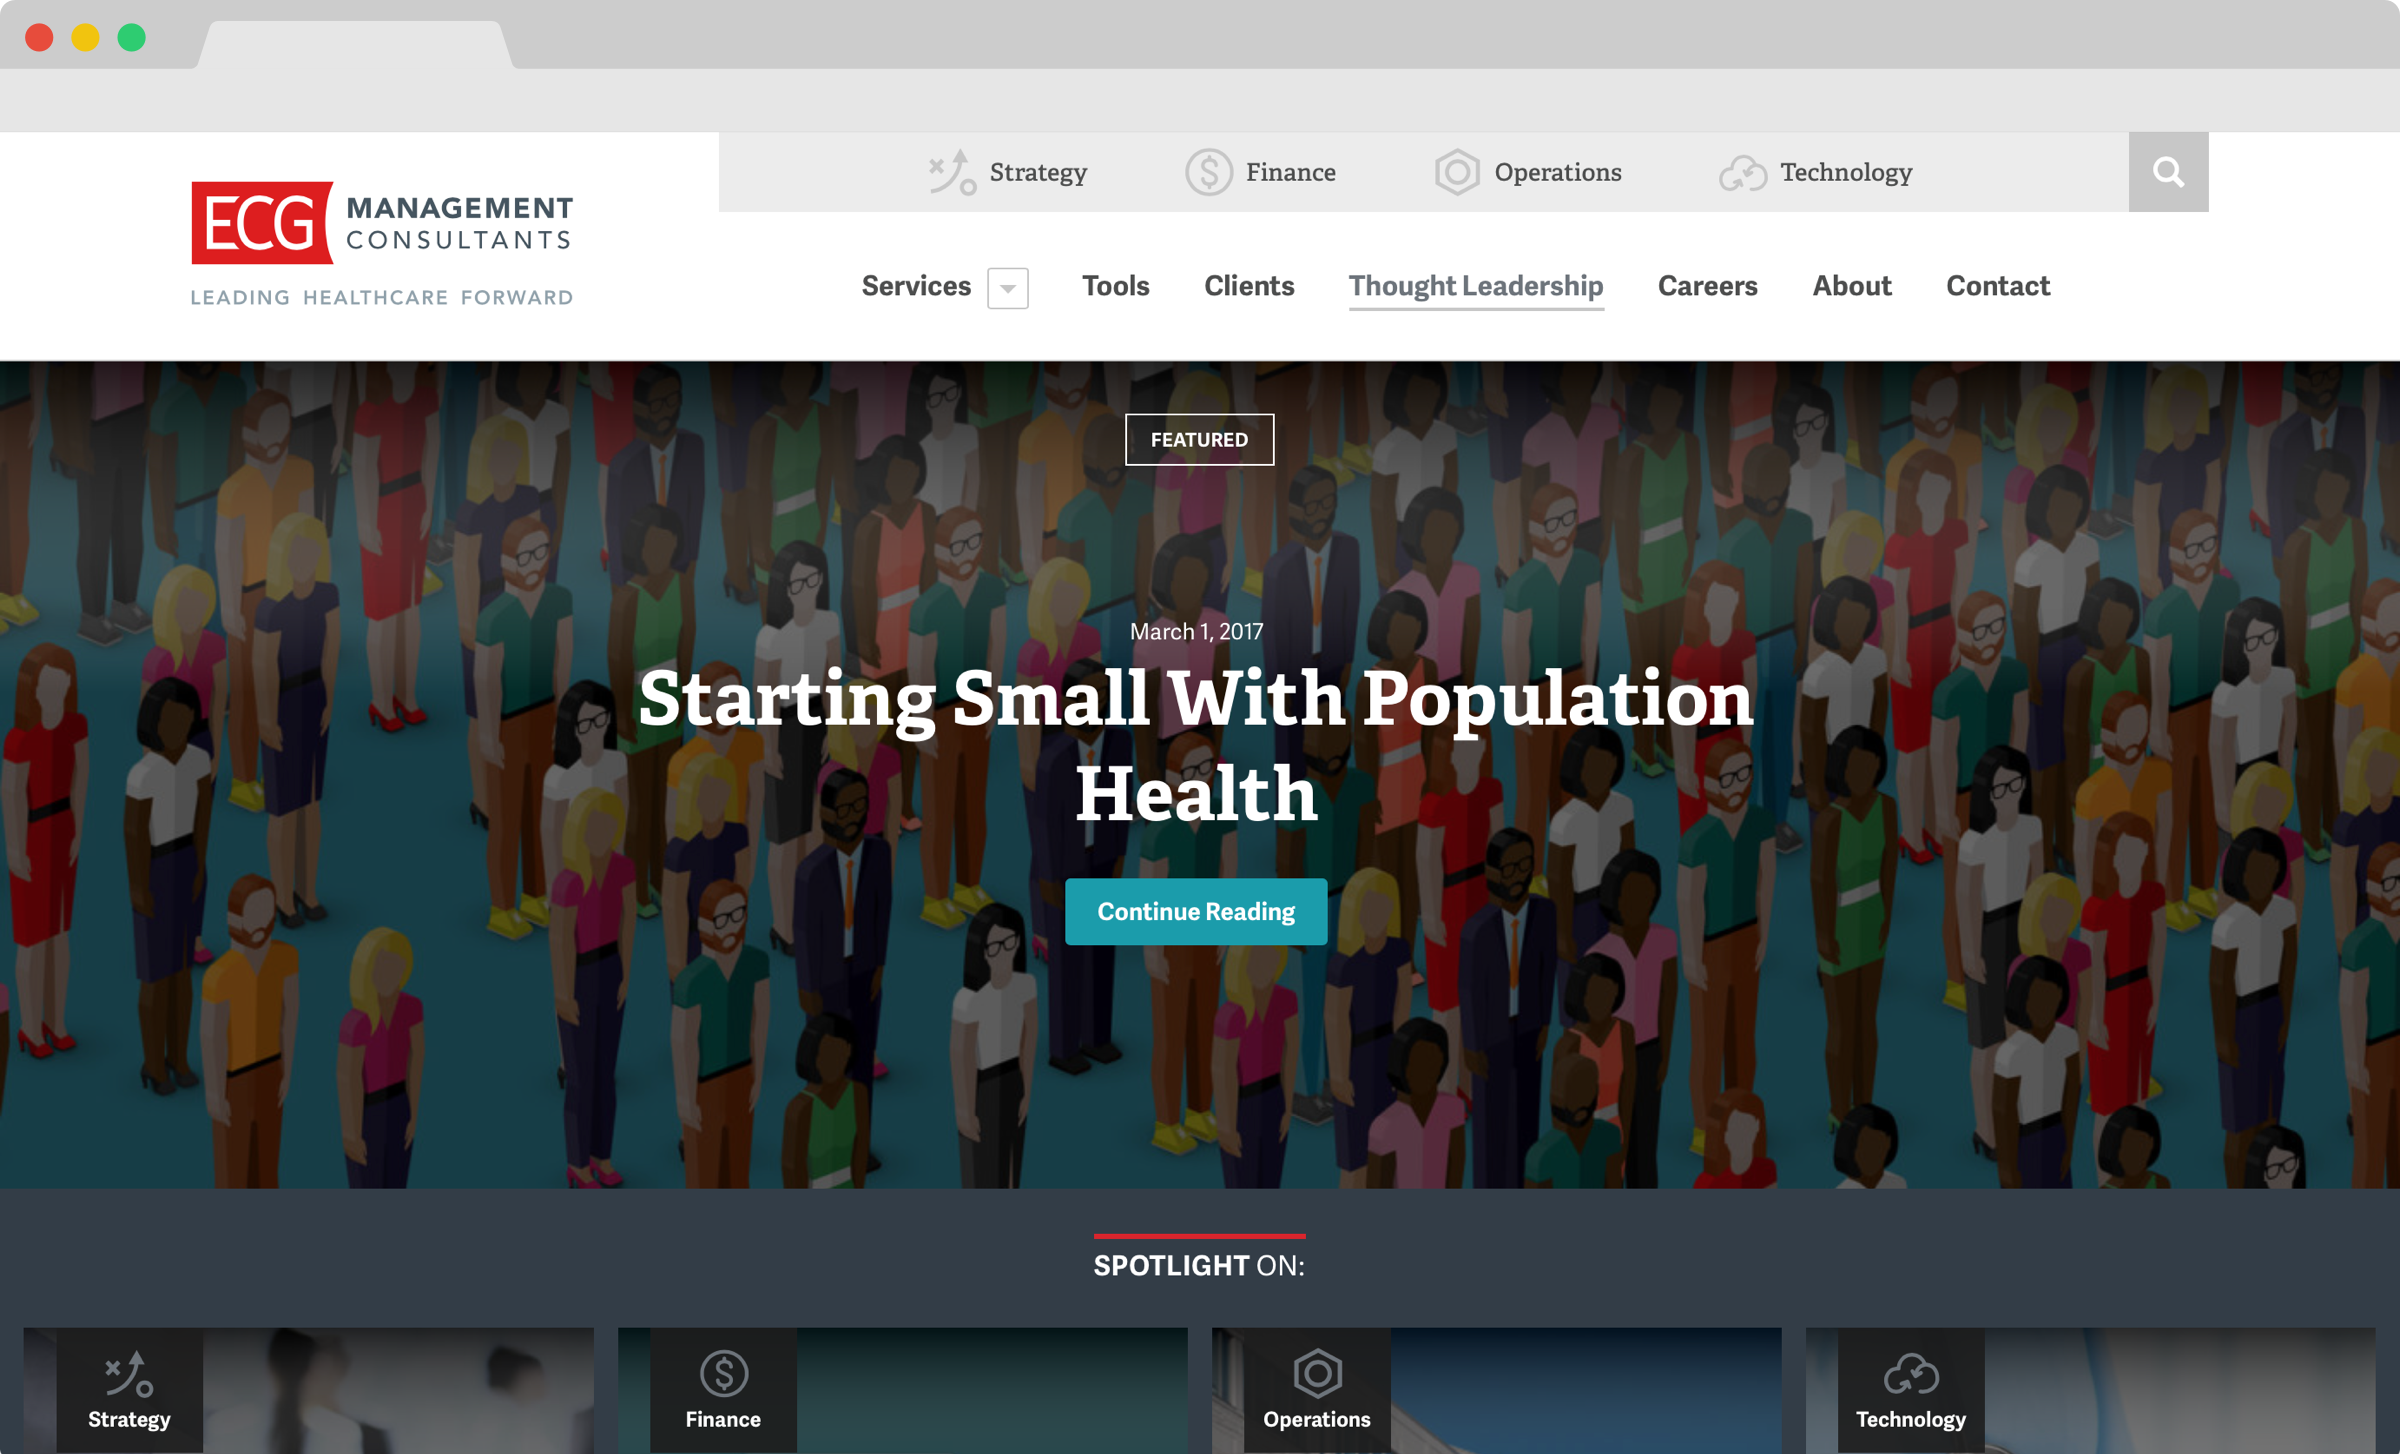 Strategy
Finance
Operations
Technology
ECG MANAGEMENT
CONSULTANTS
LEADING HEALTHCARE FORWARD
Services
Tools
Clients
Thought Leadership
Careers
About
Contact
FEATURED
March 1, 2017
Starting Small With Population
Health
Continue Reading
SPOTLIGHT ON:
Strategy
Finance
Operations
Technology